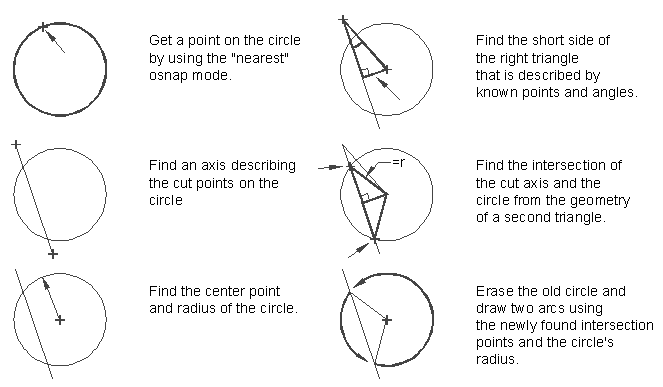 Get a point on the circle
by using the "nearest"
osnap mode.
Find an axis describing
the cut points on the
circle
Find the center point
and radius of the circle.
Find the short side of
the right triangle
that is described by
known points and angles.
=r
Find the intersection of
the cut axis and the
circle from the geometry
of a second triangle.
Erase the old circle and
draw two arcs using
the newly found intersection
points and the circle's
radius.